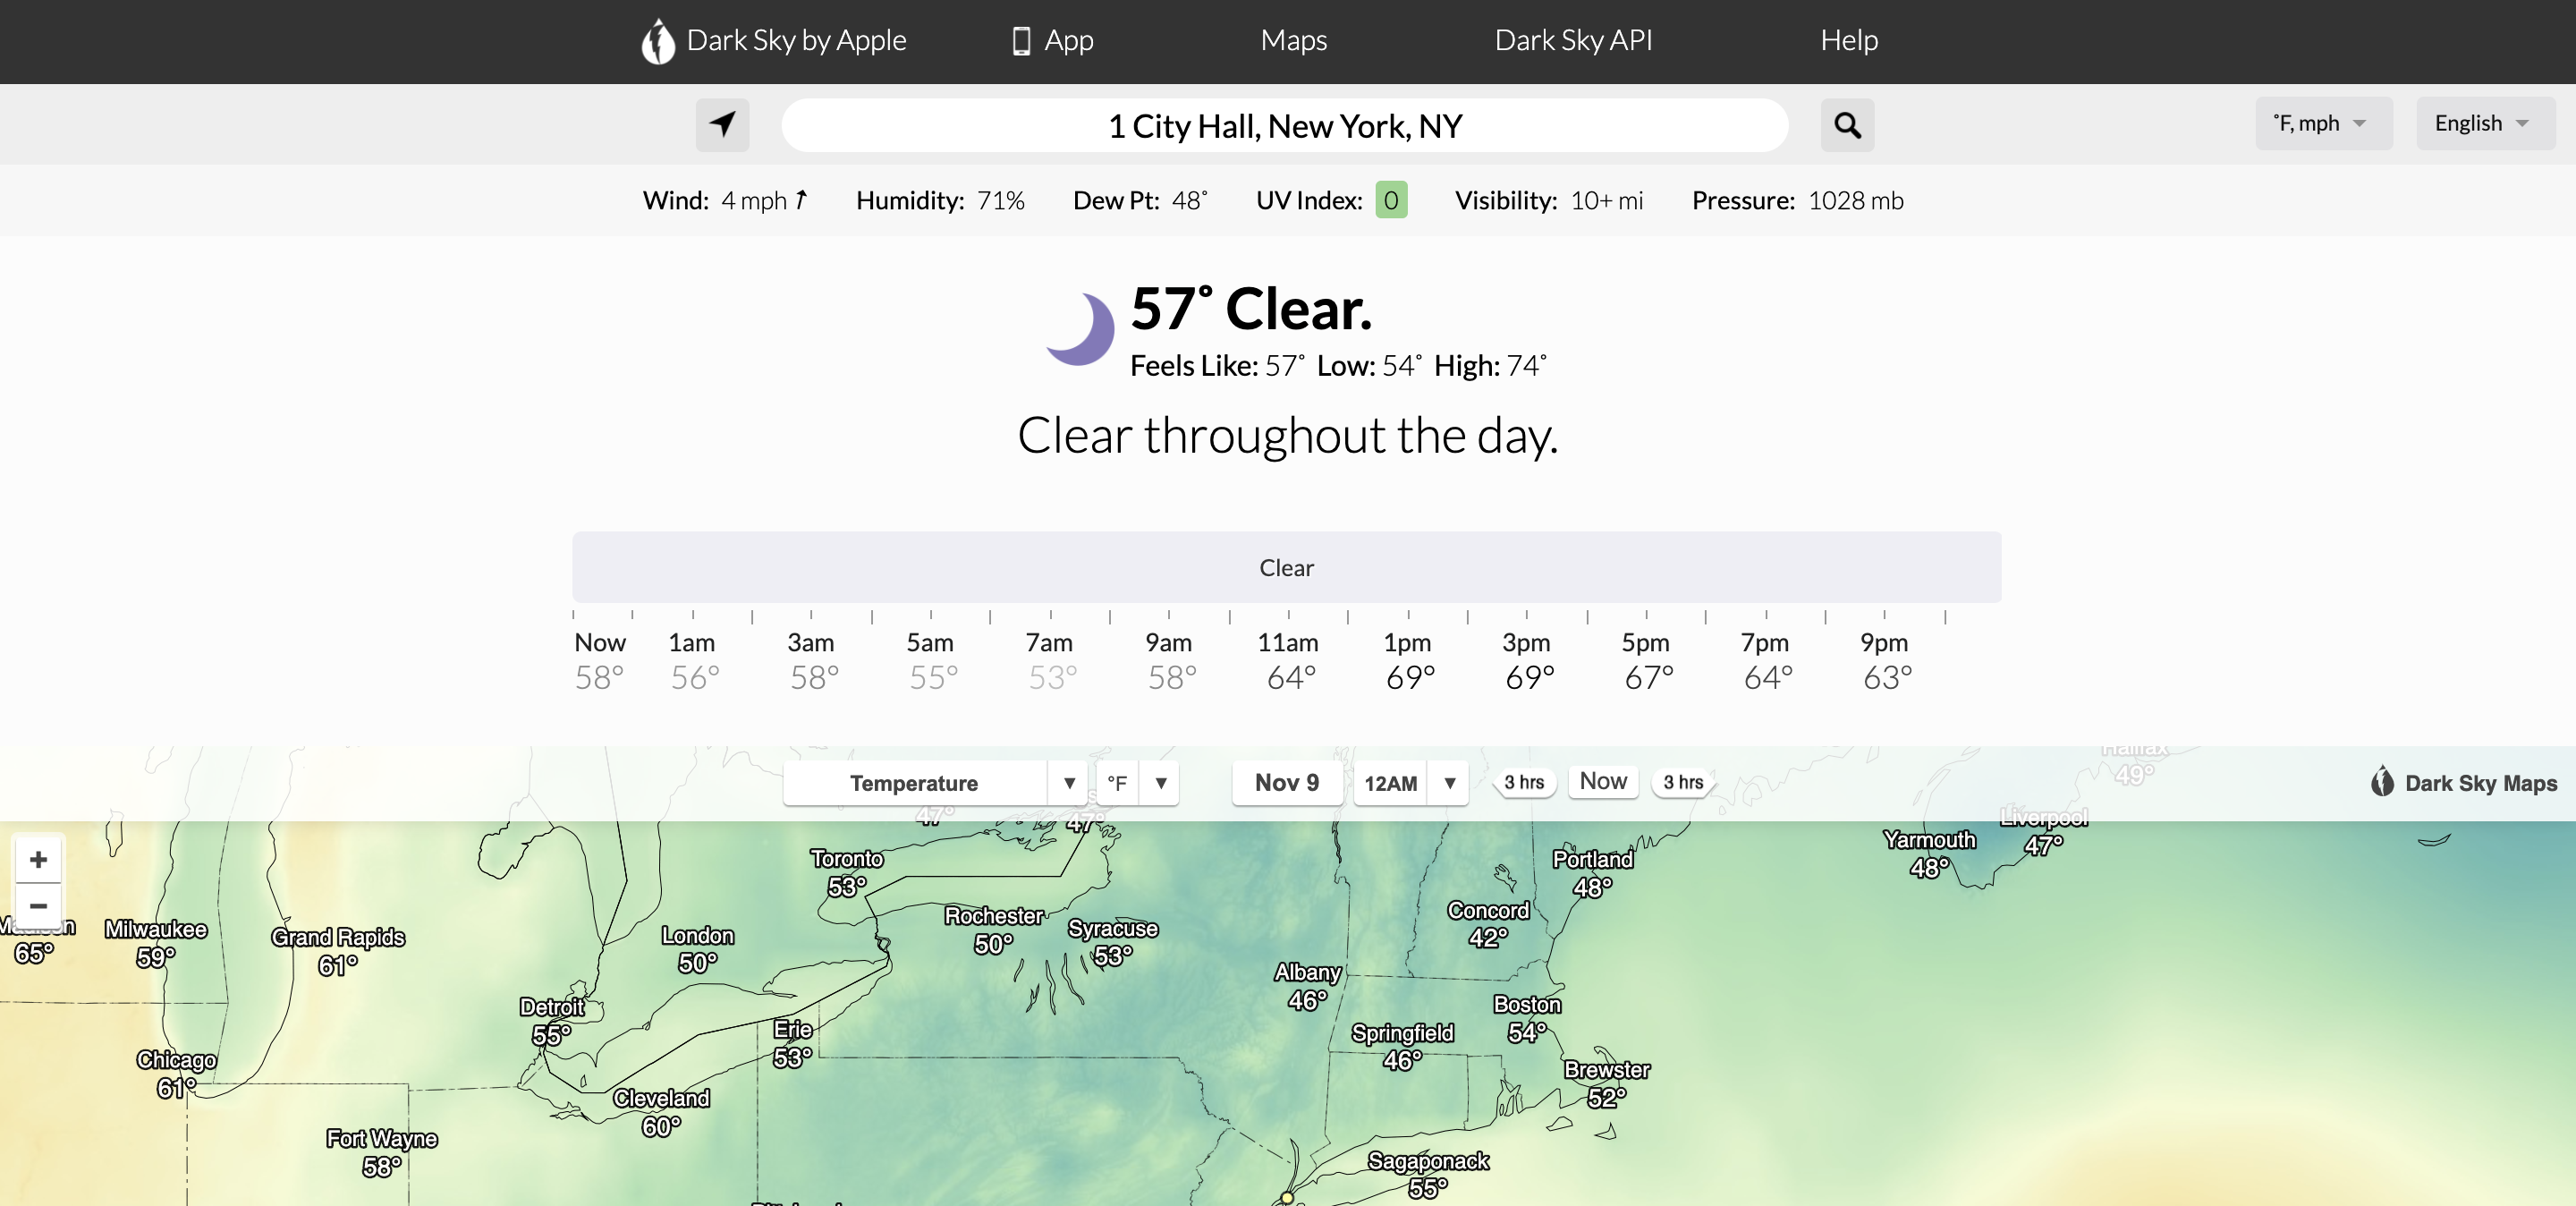 Dark Sky by Apple App Maps Dark Sky API Help
1 City Hall, New York, NY
˚F, mph
English
Wind: 4 mph Humidity: 71% Dew Pt: 48˚ UV Index: 0 Visibility: 10+ mi Pressure: 1028 mb
57˚ Clear.
Feels Like: 57˚ Low: 54˚ High: 74˚
Clear throughout the day.
Clear
Now 1am 3am 5am 7am 9am 11am 1pm 3pm 5pm 7pm 9pm
58° 56° 58° 55° 53° 58° 64° 69° 69° 67° 64° 63°
Temperature ▼ °F ▼ Nov 9 12AM ▼ 3 hrs Now 3 hrs
Dark Sky Maps
Halifax
49°
47°
47°
Liverpool
47°
Yarmouth
48°
Toronto
53°
Portland
48°
+
−
65°
Milwaukee
59°
Grand Rapids
61°
London
50°
Rochester
50°
Syracuse
53°
Concord
42°
Albany
46°
Detroit
55°
Boston
54°
Erie
53°
Springfield
46°
Chicago
61°
Brewster
52°
Cleveland
60°
Fort Wayne
58°
Sagaponack
55°